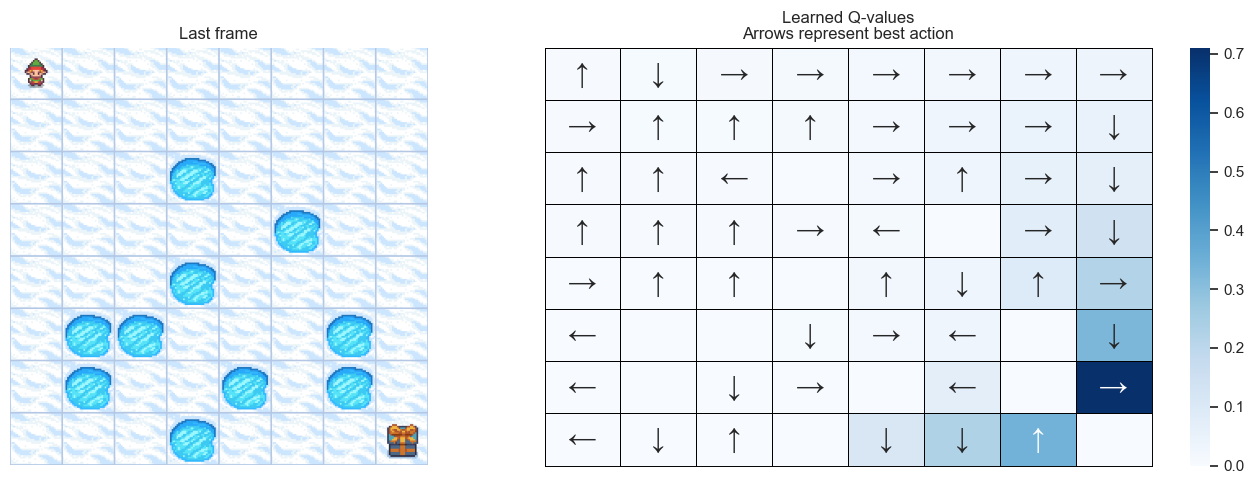 Last frame
Learned Q-values
Arrows represent best action
↑ ↓ → → → → → →
→ ↑ ↑ ↑ → → → ↓
↑ ↑ ← → ↑ → ↓
↑ ↑ ↑ → ← → ↓
→ ↑ ↑ ↑ ↓ ↑ →
← ↓ → ← ↓
← ↓ → ← →
← ↓ ↑ ↓ ↓ ↑
0.7
0.6
0.5
0.4
0.3
0.2
0.1
0.0